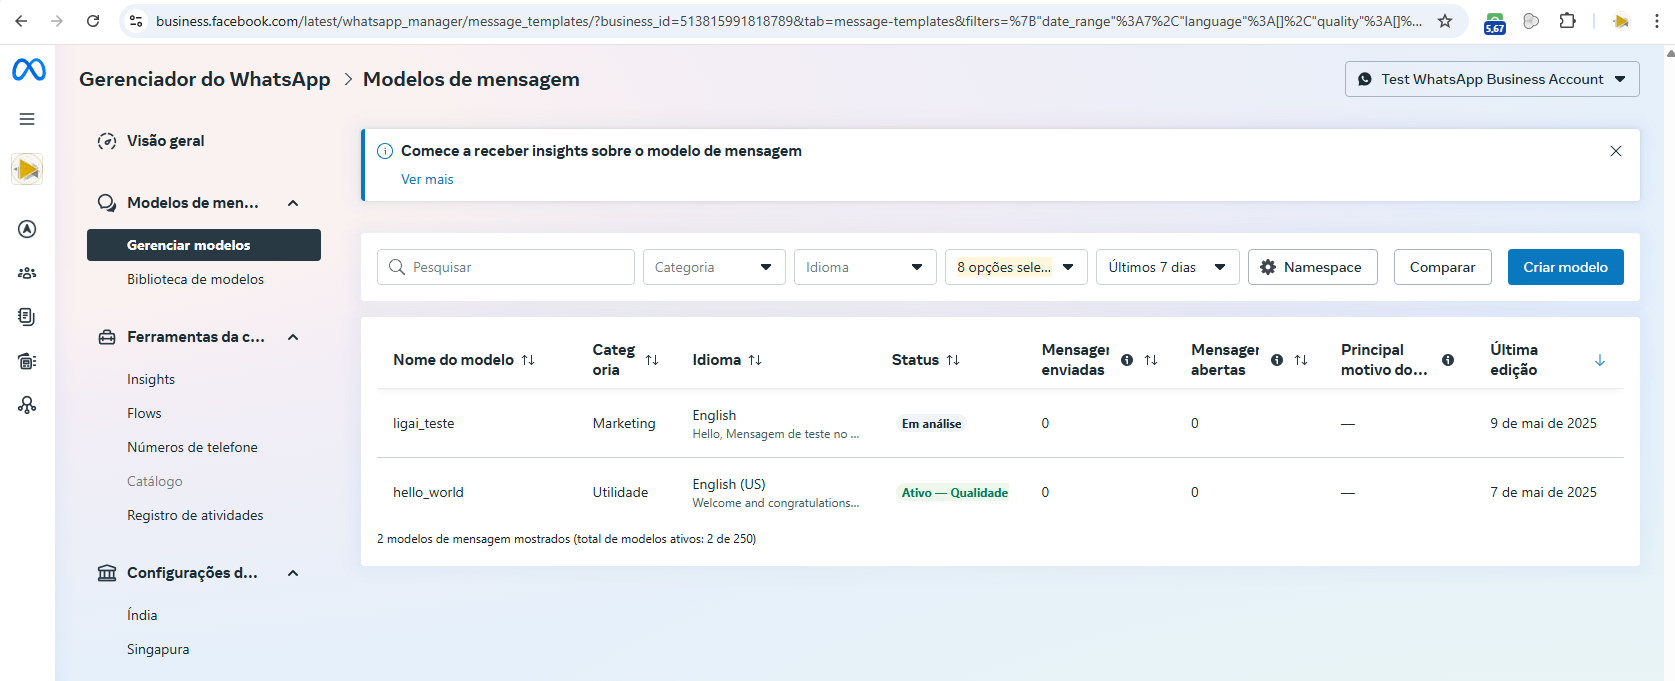 business.facebook.com/latest/whatsapp_manager/message_templates/?business_id=513815991818789&tab=message-templates&filters=%7B"date_range"%3A7%2C"language"%3A[]%2C"quality"%3A[]%...
5,67
Gerenciador do WhatsApp > Modelos de mensagem
Test WhatsApp Business Account
Visão geral
Modelos de men...
Gerenciar modelos
Biblioteca de modelos
Ferramentas da c...
Insights
Flows
Números de telefone
Catálogo
Registro de atividades
Configurações d...
Índia
Singapura
Comece a receber insights sobre o modelo de mensagem
Ver mais
Pesquisar
Categoria
Idioma
8 opções sele...
Últimos 7 dias
Namespace
Comparar
Criar modelo
Nome do modelo
Categ
oria
Idioma
Status
Mensager
enviadas
Mensager
abertas
Principal
motivo do...
Última
edição
ligai_teste
Marketing
English
Hello, Mensagem de teste no ...
Em análise
0
0
—
9 de mai de 2025
hello_world
Utilidade
English (US)
Welcome and congratulations...
Ativo — Qualidade
0
0
—
7 de mai de 2025
2 modelos de mensagem mostrados (total de modelos ativos: 2 de 250)